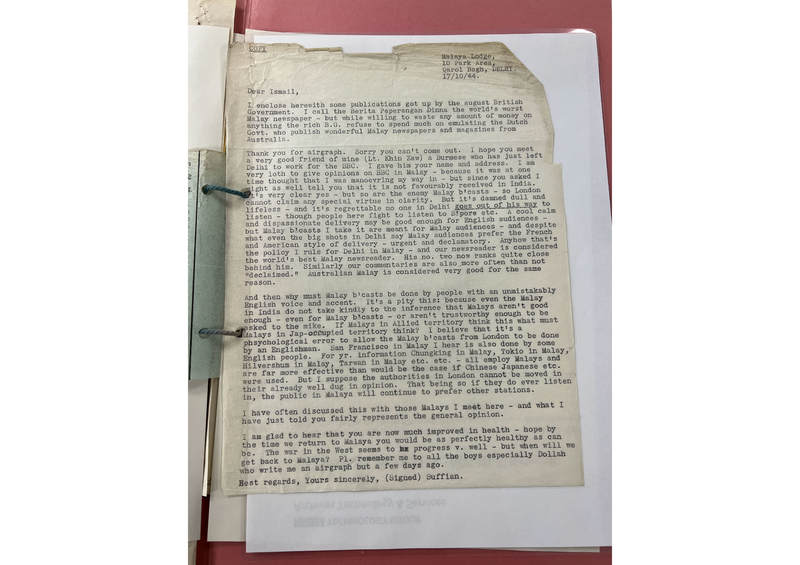 Malaya Lodge,
10 Park Area,
Qarol Bagh, DELHI.
17/10/44.
Dear Ismail,
I enclose herewith some publications got up by the august British
Government. I call the Berita Peperangan Dinna the world's worst
Malay newspaper - but while willing to waste any amount of money on
anything the rich B.G. refuse to spend much on emulating the Dutch
Govt. who publish wonderful Malay newspapers and magazines from
Australia.
Thank you for airgraph. Sorry you can't come out. I hope you meet
a very good friend of mine (Lt. Khin Zaw) a Burmese who has just left
Delhi to work for the BBC. I gave him your name and address. I am
very loth to give opinions on BBC in Malay - because it was at one
time thought that I was manoevring my way in - but since you asked I
might as well tell you that it is not favourably received in India.
It's very clear yes - but so are the enemy Malay b'casts - so London
cannot claim any special virtue in clarity. But it's damned dull and
lifeless - and it's regrettable no one in Delhi goes out of his way to
listen - though people here fight to listen to S'pore etc. A cool calm
and dispassionate delivery may be good enough for English audiences -
but Malay b'casts I take it are meant for Malay audiences - and despite
what even the big shots in Delhi say Malay audiences prefer the French
and American style of delivery - urgent and declamatory. Anyhow that's
the policy I rule for Delhi in Malay - and our newsreader is considered
the world's best Malay newsreader. His no. two now ranks quite close
behind him. Similarly our commentaries are also more often than not
"declaimed." Australian Malay is considered very good for the same
reason.
And then why must Malay b'casts be done by people with an unmistakably
English voice and accent. It's a pity this: because even the Malay
in India do not take kindly to the inference that Malays aren't good
enough - even for Malay b'casts - or aren't trustworthy enough to be
asked to the mike. If Malays in Allied territory think this what must
Malays in Jap-occupied territory think? I believe that it's a
phsychological error to allow the Malay b'casts from London to be done
by an Englishman. San Francisco in Malay I hear is also done by some
English people. For yr. information Chungking in Malay, Tokio in Malay,
Hilvershum in Malay, Tarwan in Malay etc. etc. - all employ Malays and
are far more effective than would be the case if Chinese Japanese etc.
were used. But I suppose the authorities in London cannot be moved in
their already well dug in opinion. That being so if they do ever listen
in, the public in Malaya will continue to prefer other stations.
I have often discussed this with those Malays I meet here - and what I
have just told you fairly represents the general opinion.
I am glad to hear that you are now much improved in health - hope by
the time we return to Malaya you would be as perfectly healthy as can
be. The war in the West seems to progress v. well - but when will we
get back to Malaya? Pl. remember me to all the boys especially Dollah
who write me an airgraph but a few days ago.
Best regards, Yours sincerely, (Signed) Suffian.